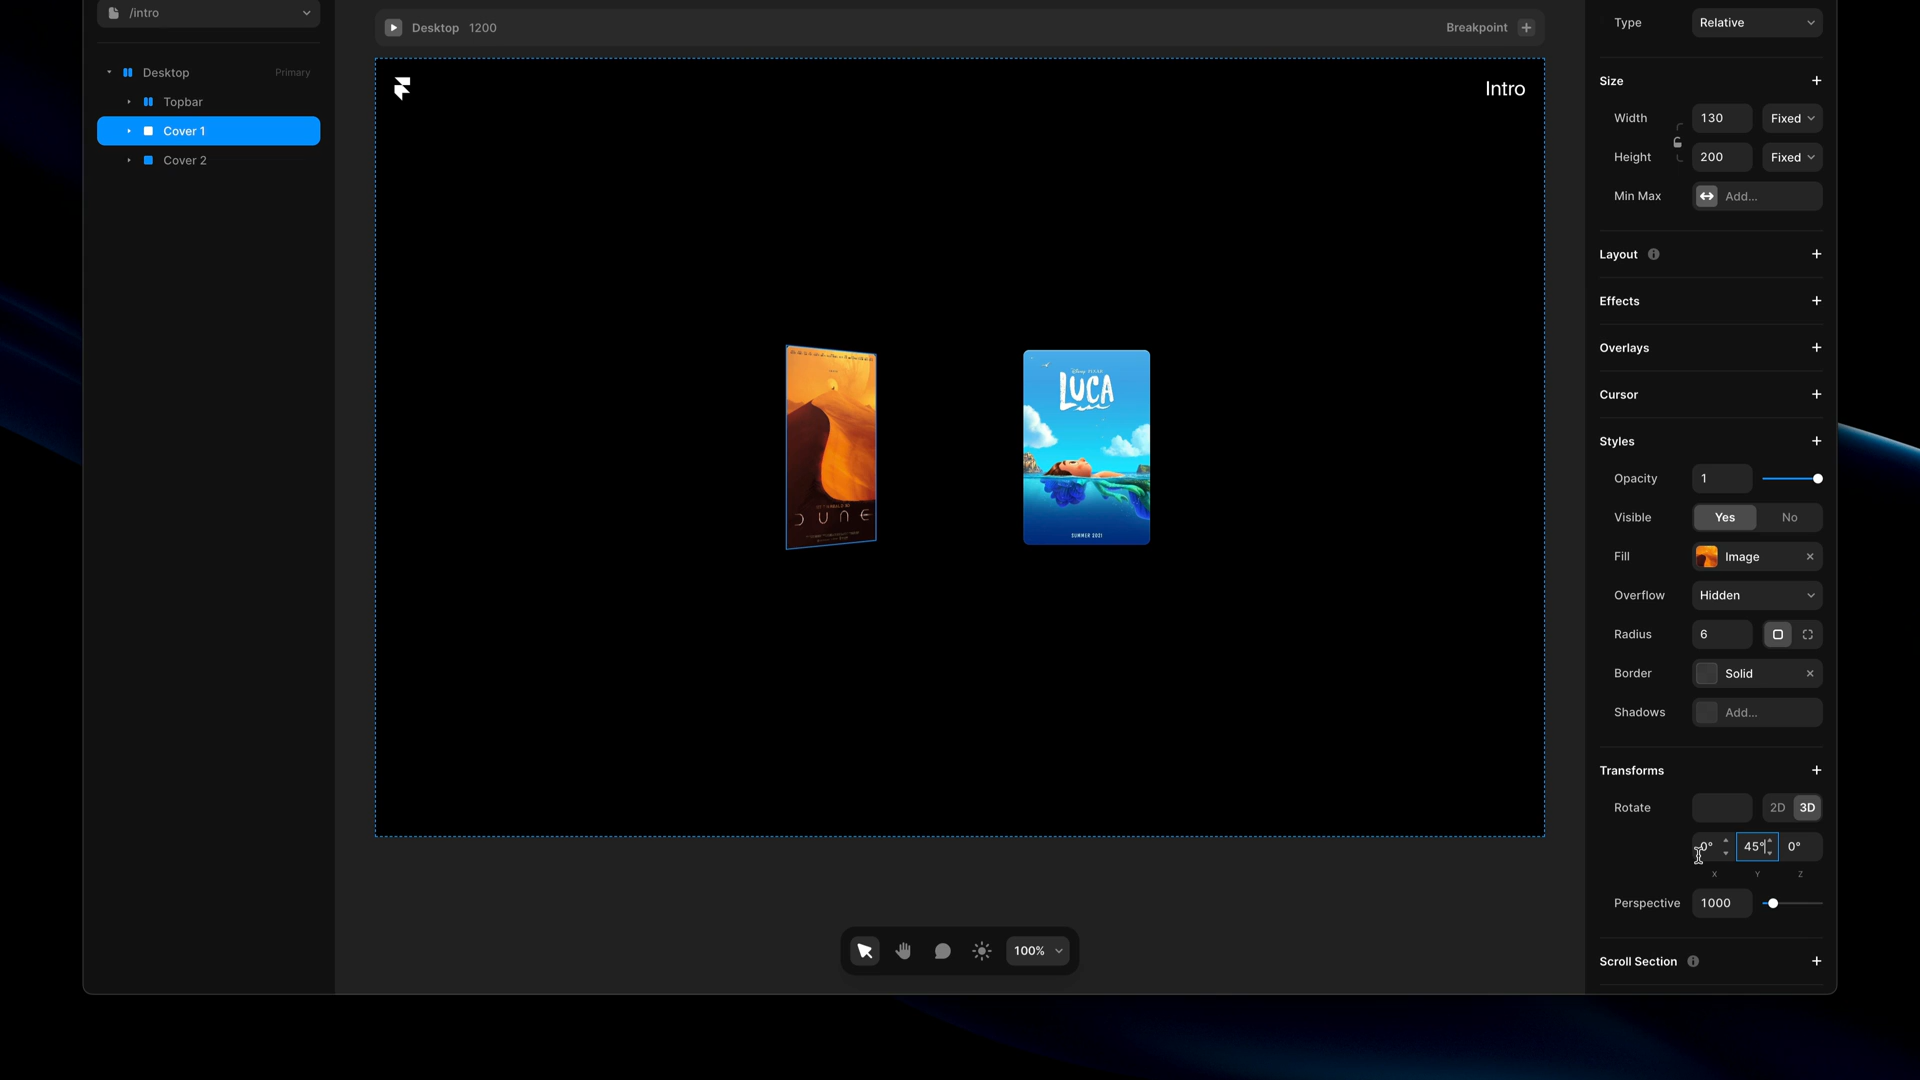 /intro
Desktop Primary
Topbar
Cover 1
Cover 2
Desktop 1200
Breakpoint
Intro
DUNE
Disney PIXAR
LUCA
SUMMER 2021
Type Relative
Size
Width 130 Fixed
Height 200 Fixed
Min Max Add...
Layout
Effects
Overlays
Cursor
Styles
Opacity 1
Visible Yes No
Fill Image
Overflow Hidden
Radius 6
Border Solid
Shadows Add...
Transforms
Rotate 2D 3D
0° 45° 0°
X Y Z
Perspective 1000
Scroll Section
100%